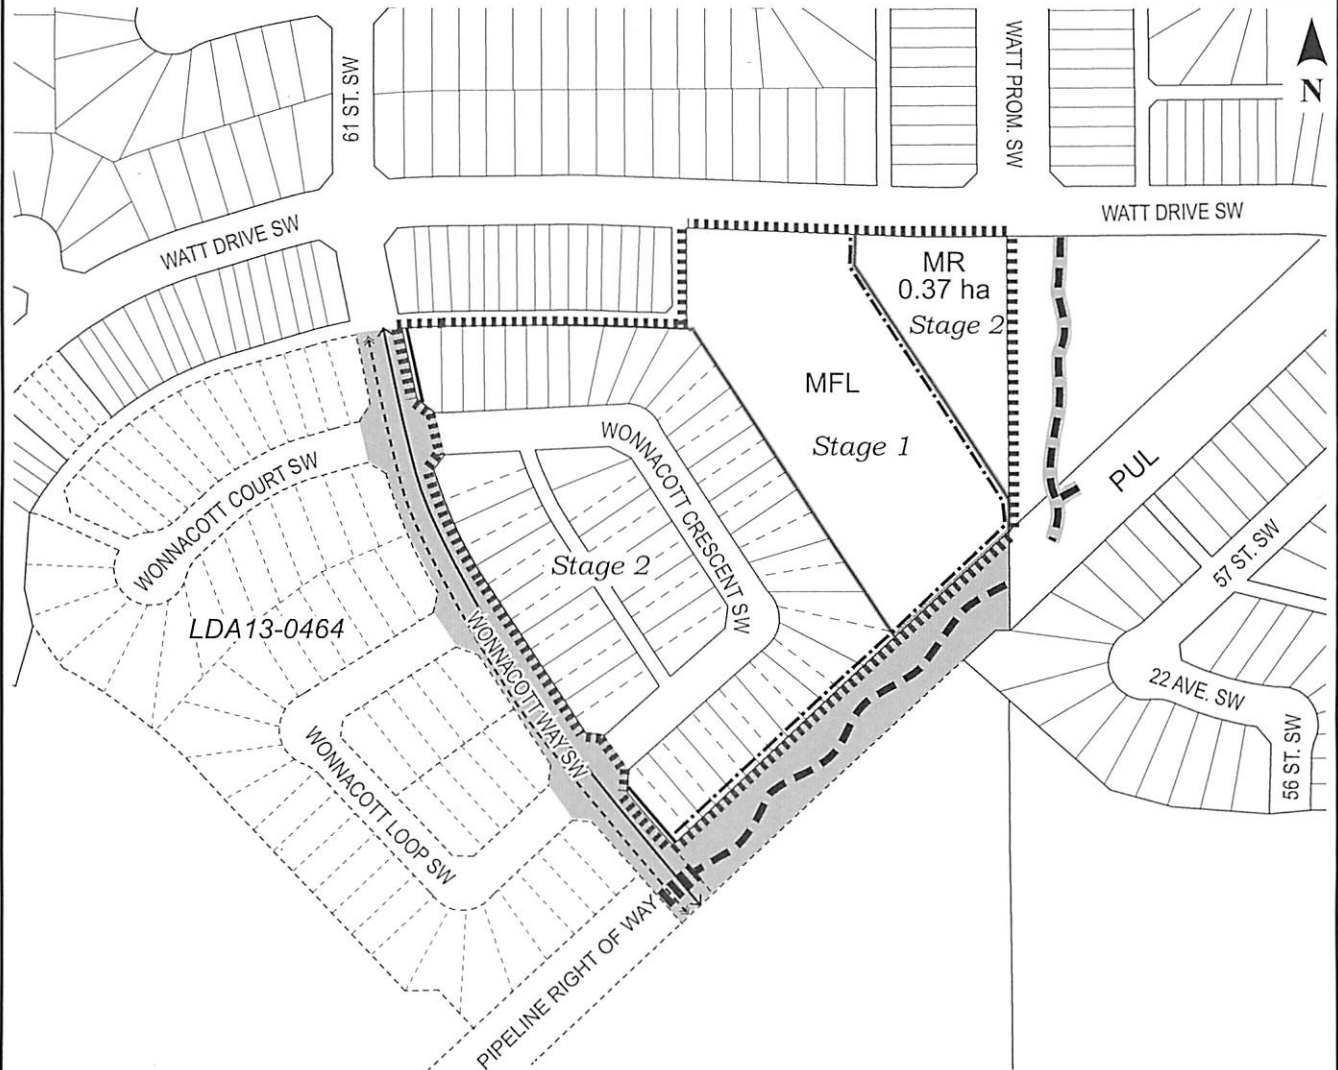 61 ST. SW
WATT PROM. SW
N
WATT DRIVE SW
WATT DRIVE SW
MR
0.37 ha
Stage 2
MFL
Stage 1
WONNACOTT CRESCENT SW
PUL
WONNACOTT COURT SW
57 ST. SW
Stage 2
LDA13-0464
WONNACOTT WAY SW
22 AVE. SW
56 ST. SW
WONNACOTT LOOP SW
PIPELINE RIGHT OF WAY